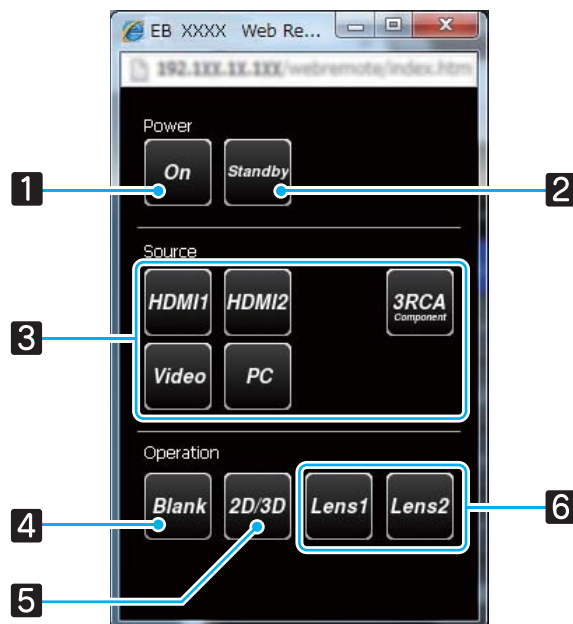 EB XXXX Web Re...
192.1XX.1X.1XX/webremote/index.htm
Power
1 On Standby 2
Source
3 HDMI1 HDMI2 3RCA
Component
Video PC
Operation
4 Blank 2D/3D Lens1 Lens2 6
5